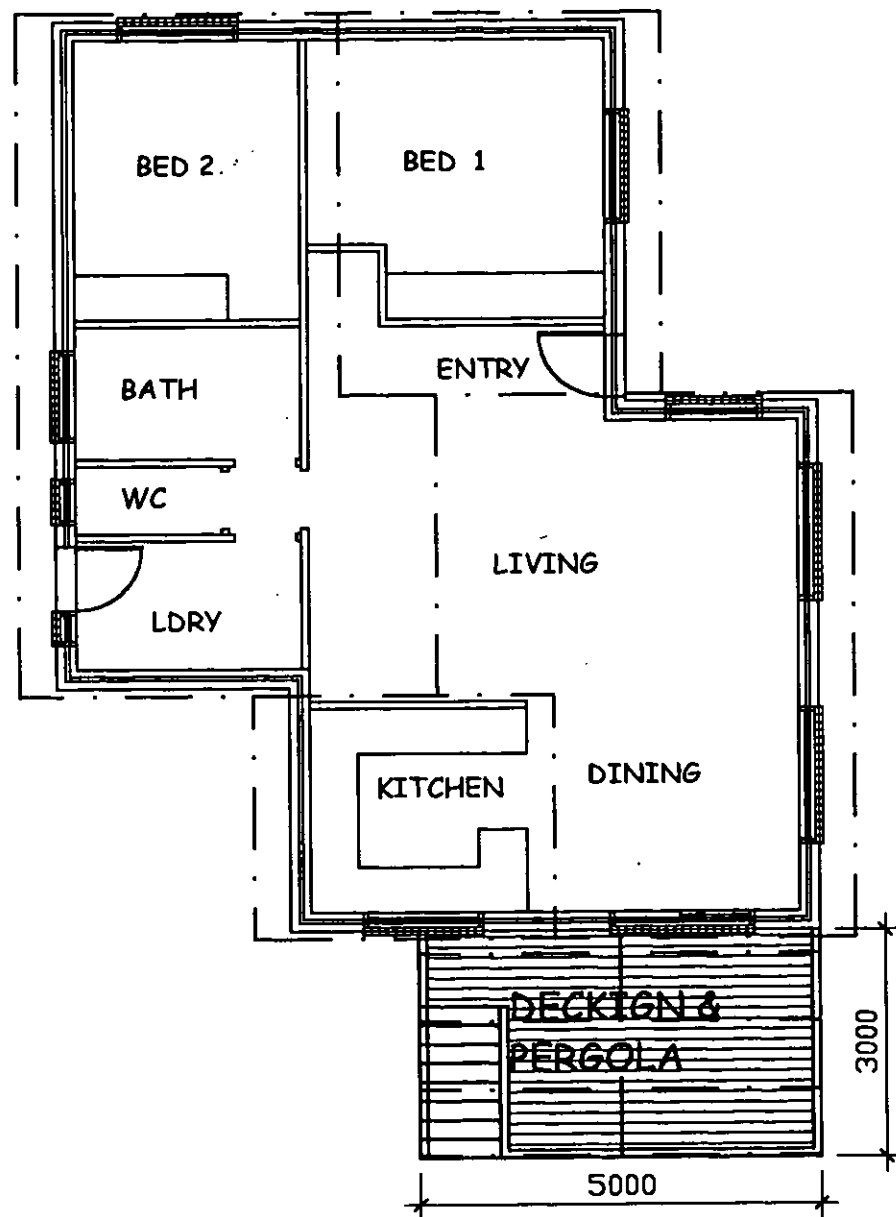 BED 2.
BED 1
BATH
ENTRY
WC
LIVING
LDRY
KITCHEN
DINING
DECKIGN &
PERGOLA
3000
5000